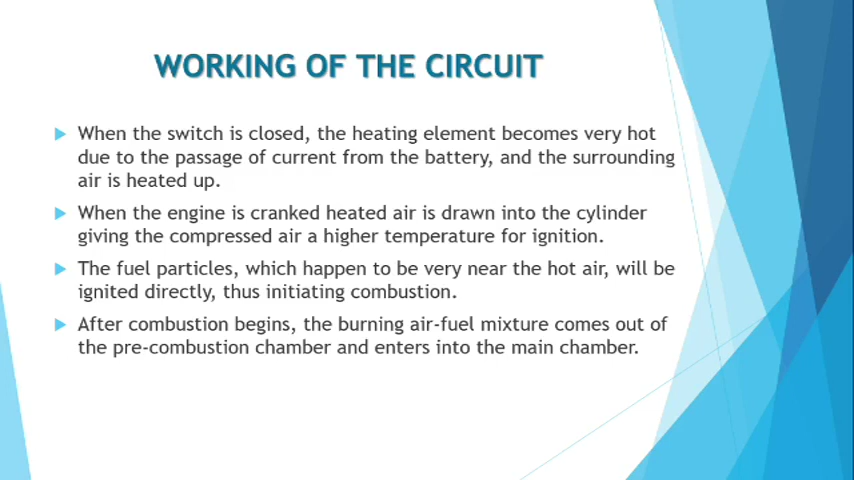 WORKING OF THE CIRCUIT
When the switch is closed, the heating element becomes very hot
due to the passage of current from the battery, and the surrounding
air is heated up.
When the engine is cranked heated air is drawn into the cylinder
giving the compressed air a higher temperature for ignition.
The fuel particles, which happen to be very near the hot air, will be
ignited directly, thus initiating combustion.
After combustion begins, the burning air-fuel mixture comes out of
the pre-combustion chamber and enters into the main chamber.